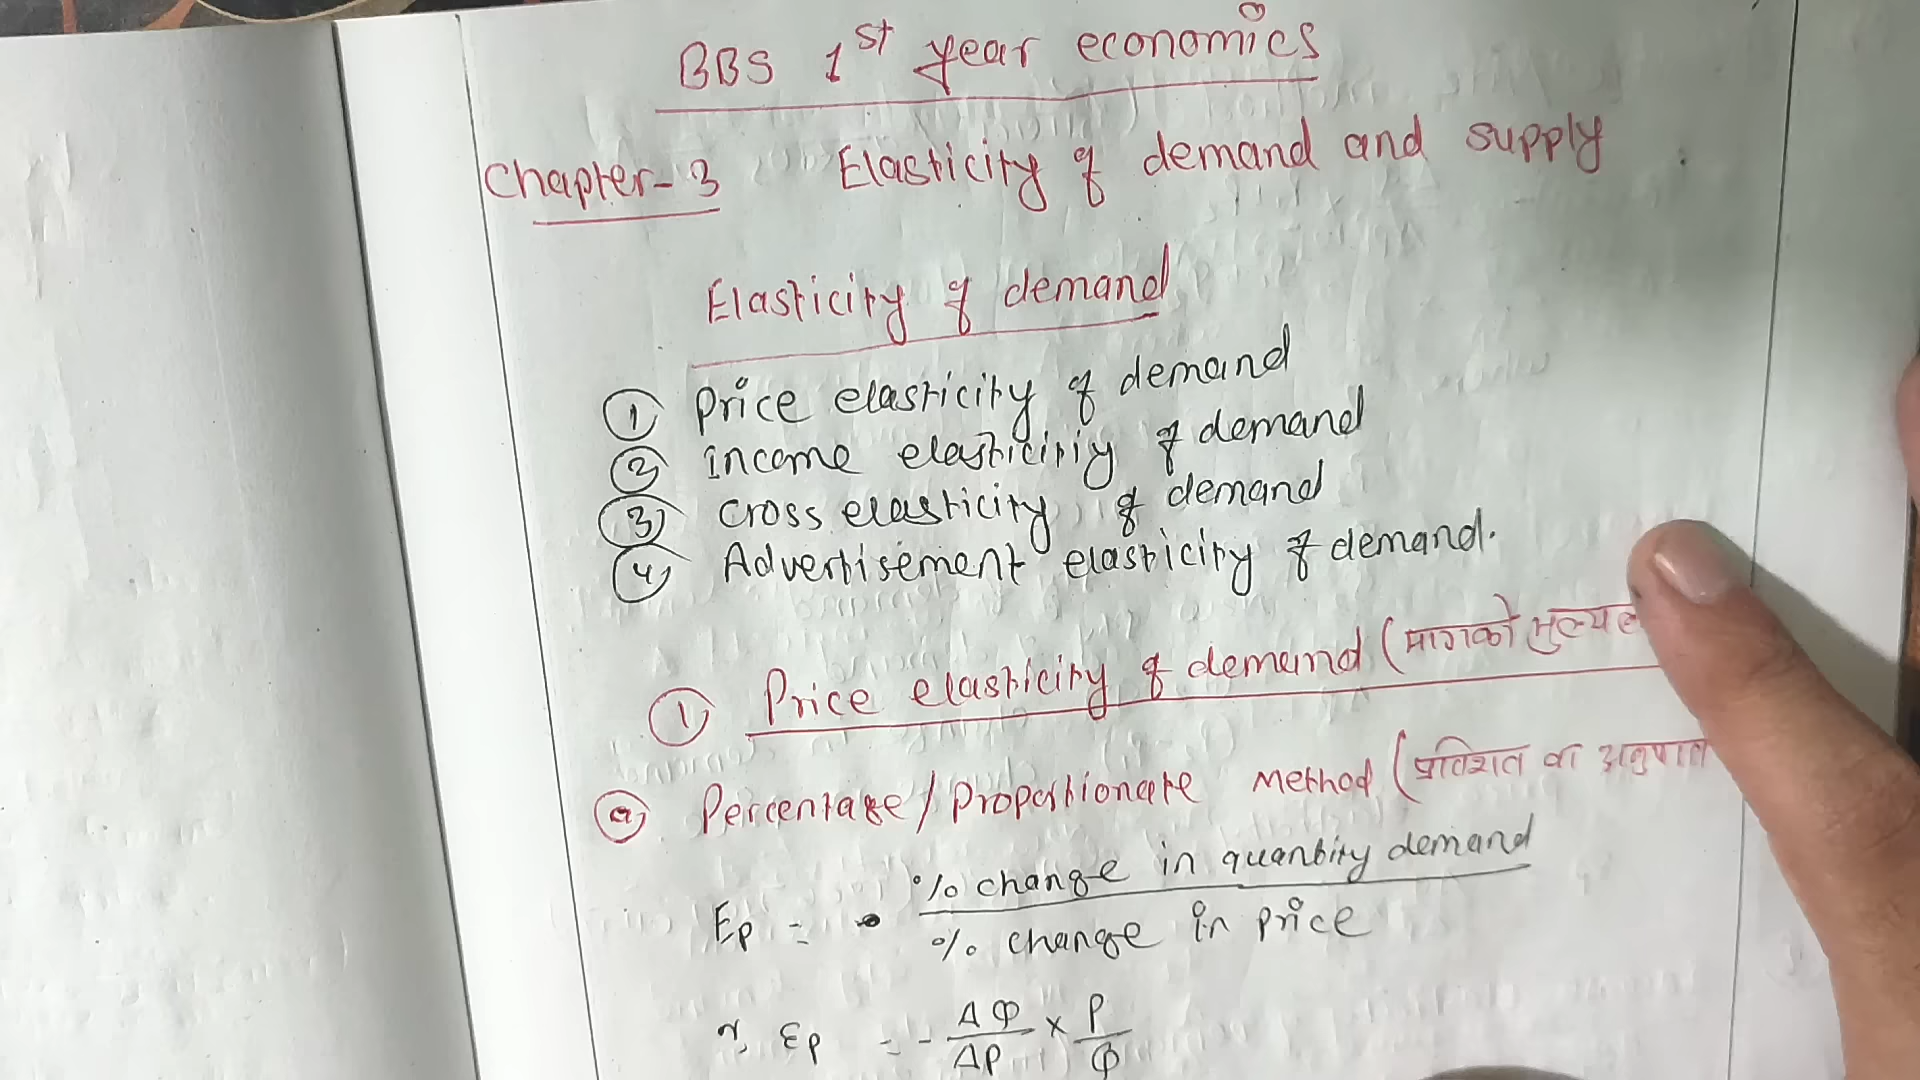 BBS 1st year economics
Chapter-3 Elasticity of demand and supply
Elasticity of demand
① Price elasticity of demand
② income elasticitiy of demand
③ cross elasticity of demand
④ Advertisement elasticity of demand.
① Price elasticity of demand (मागको मुल्य
ⓐ Percentage/Proportionate Method (प्रतिशत वा अनुपात
Ep = - % change in quantity demand
% change in price
or, Ep = - ΔQ/ΔP × P/Q